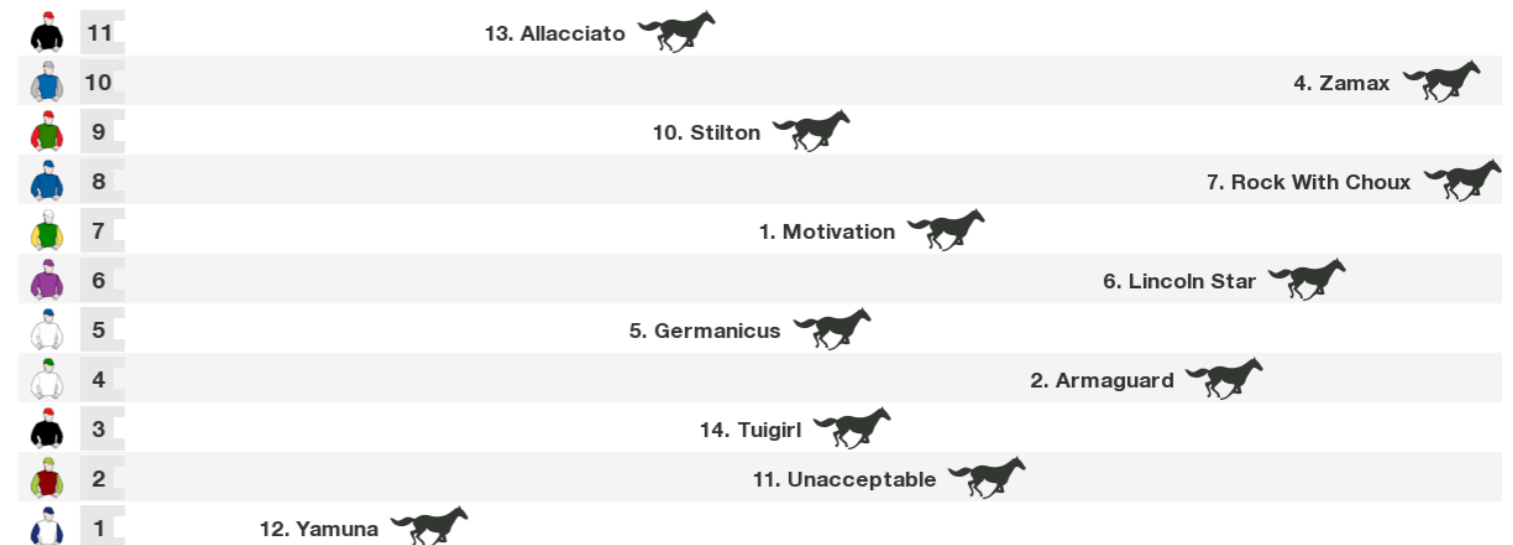 11 13. Allacciato
10 4. Zamax
9 10. Stilton
8 7. Rock With Choux
7 1. Motivation
6 6. Lincoln Star
5 5. Germanicus
4 2. Armaguard
3 14. Tuigirl
2 11. Unacceptable
1 12. Yamuna